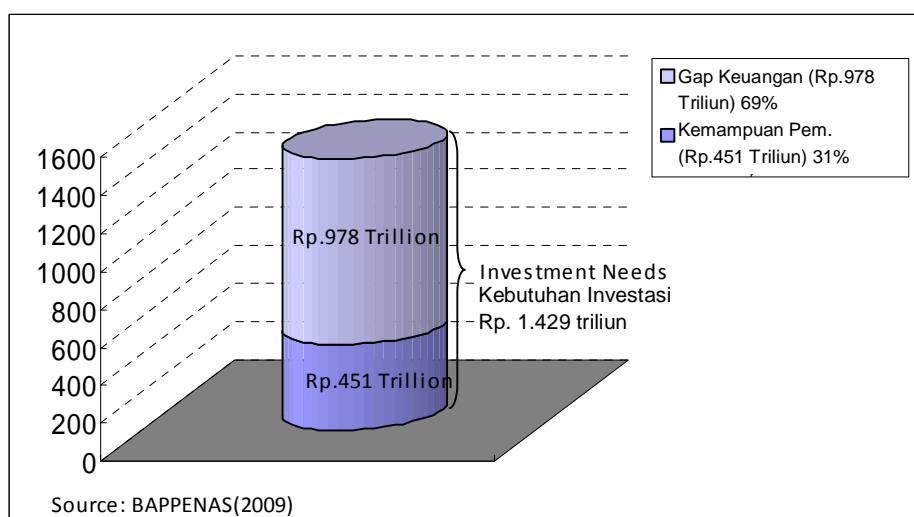 1600
1400
1200
1000
800
600
400
200
0
Rp.978 Trillion
Rp.451 Trillion
Investment Needs
Kebutuhan Investasi
Rp. 1.429 triliun
Gap Keuangan (Rp.978
Triliun) 69%
Kemampuan Pem.
(Rp.451 Triliun) 31%
Source: BAPPENAS(2009)